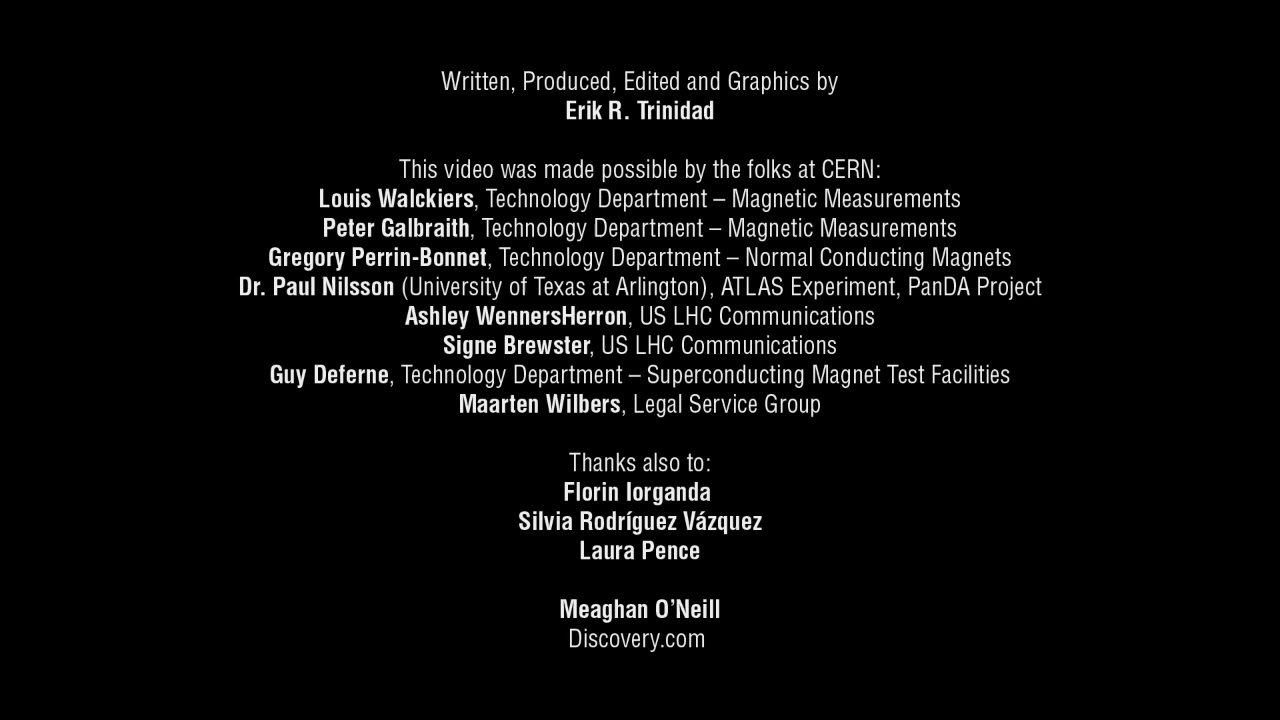 Written, Produced, Edited and Graphics by
Erik R. Trinidad
This video was made possible by the folks at CERN:
Louis Walckiers, Technology Department – Magnetic Measurements
Peter Galbraith, Technology Department – Magnetic Measurements
Gregory Perrin-Bonnet, Technology Department – Normal Conducting Magnets
Dr. Paul Nilsson (University of Texas at Arlington), ATLAS Experiment, PanDA Project
Ashley WennersHerron, US LHC Communications
Signe Brewster, US LHC Communications
Guy Deferne, Technology Department – Superconducting Magnet Test Facilities
Maarten Wilbers, Legal Service Group
Thanks also to:
Florin Iorganda
Silvia Rodríguez Vázquez
Laura Pence
Meaghan O’Neill
Discovery.com